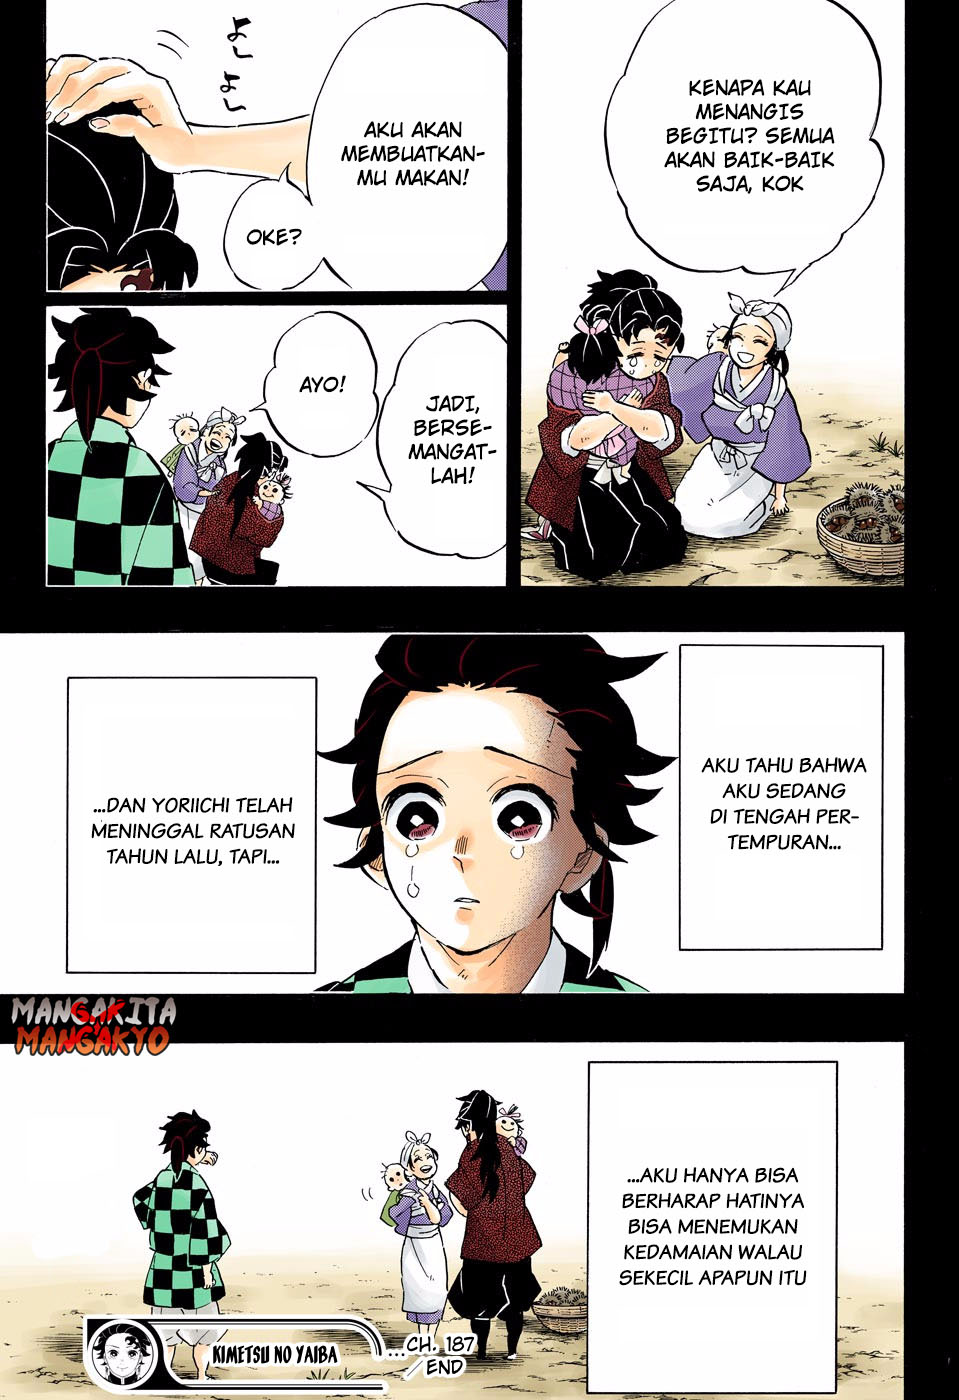 KENAPA KAU
MENANGIS
BEGITU? SEMUA
AKAN BAIK-BAIK
SAJA, KOK
よしよし
AKU AKAN
MEMBUATKAN-
MU MAKAN!
OKE?
JADI,
BERSE-
MANGAT-
LAH!
AYO!
AKU TAHU BAHWA
AKU SEDANG
DI TENGAH PER-
TEMPURAN...
...DAN YORIICHI TELAH
MENINGGAL RATUSAN
TAHUN LALU, TAPI...
MANGAKITA
MANGAKYO
...AKU HANYA BISA
BERHARAP HATINYA
BISA MENEMUKAN
KEDAMAIAN WALAU
SEKECIL APAPUN ITU
KIMETSU NO YAIBA
...CH. 187
/END